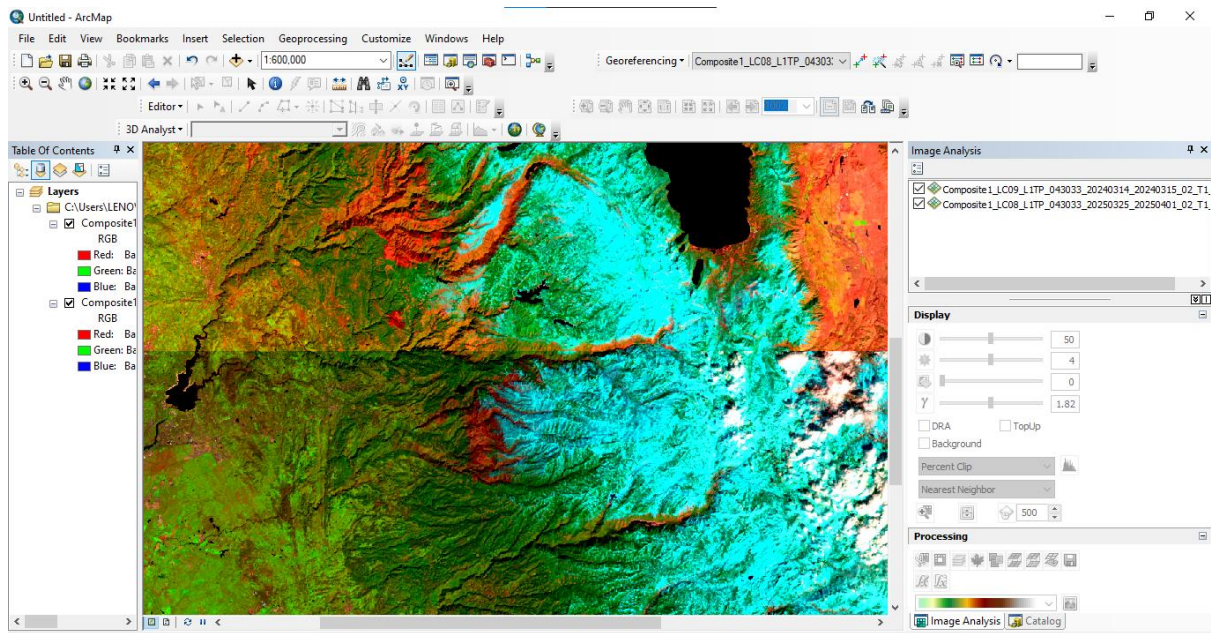 Untitled - ArcMap
File Edit View Bookmarks Insert Selection Geoprocessing Customize Windows Help
1:600,000
Georeferencing Composite1_LC08_L1TP_04303:
Editor
3D Analyst
Table Of Contents
Layers
C:\Users\LENO
Composite1
RGB
Red: Ba
Green: Ba
Blue: Ba
Composite1
RGB
Red: Ba
Green: Ba
Blue: Ba
Image Analysis
Composite1_LC09_L1TP_043033_20240314_20240315_02_T1_
Composite1_LC08_L1TP_043033_20250325_20250401_02_T1_
Display
50
4
0
γ 1.82
DRA TopUp
Background
Percent Clip
Nearest Neighbor
500
Processing
Image Analysis Catalog